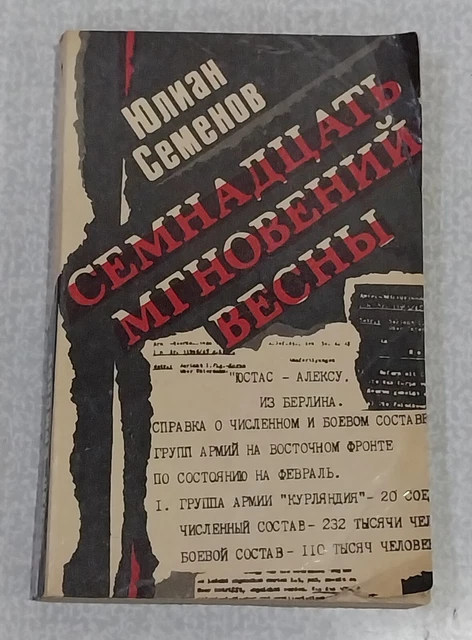 Юлиан
Семенов
СЕМНАДЦАТЬ
МГНОВЕНИЙ
ВЕСНЫ
"ЮСТАС - АЛЕКСУ.
ИЗ БЕРЛИНА.
СПРАВКА О ЧИСЛЕННОМ И БОЕВОМ СОСТАВЕ
ГРУПП АРМИЙ НА ВОСТОЧНОМ ФРОНТЕ
ПО СОСТОЯНИЮ НА ФЕВРАЛЬ.
I. ГРУППА АРМИИ "КУРЛЯНДИЯ"- 20 СОЕ
ЧИСЛЕННЫЙ СОСТАВ- 232 ТЫСЯЧИ ЧЕЛ
БОЕВОЙ СОСТАВ- 110 ТЫСЯЧ ЧЕЛОВЕ